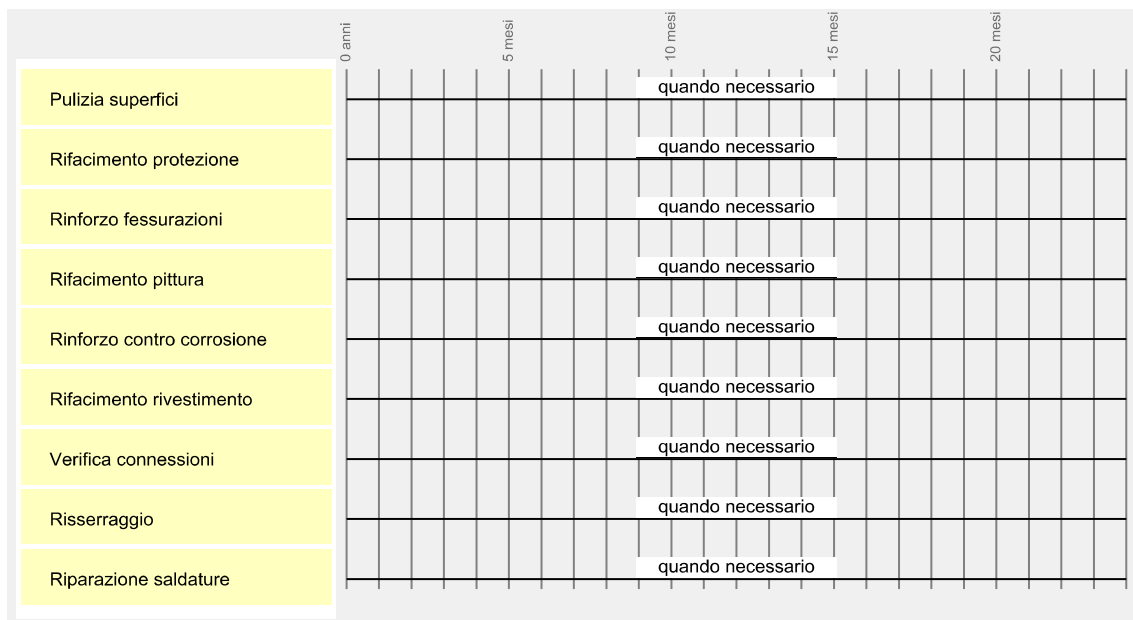 0 anni
5 mesi
10 mesi
15 mesi
20 mesi
Pulizia superfici
quando necessario
Rifacimento protezione
quando necessario
Rinforzo fessurazioni
quando necessario
Rifacimento pittura
quando necessario
Rinforzo contro corrosione
quando necessario
Rifacimento rivestimento
quando necessario
Verifica connessioni
quando necessario
Risserraggio
quando necessario
Riparazione saldature
quando necessario